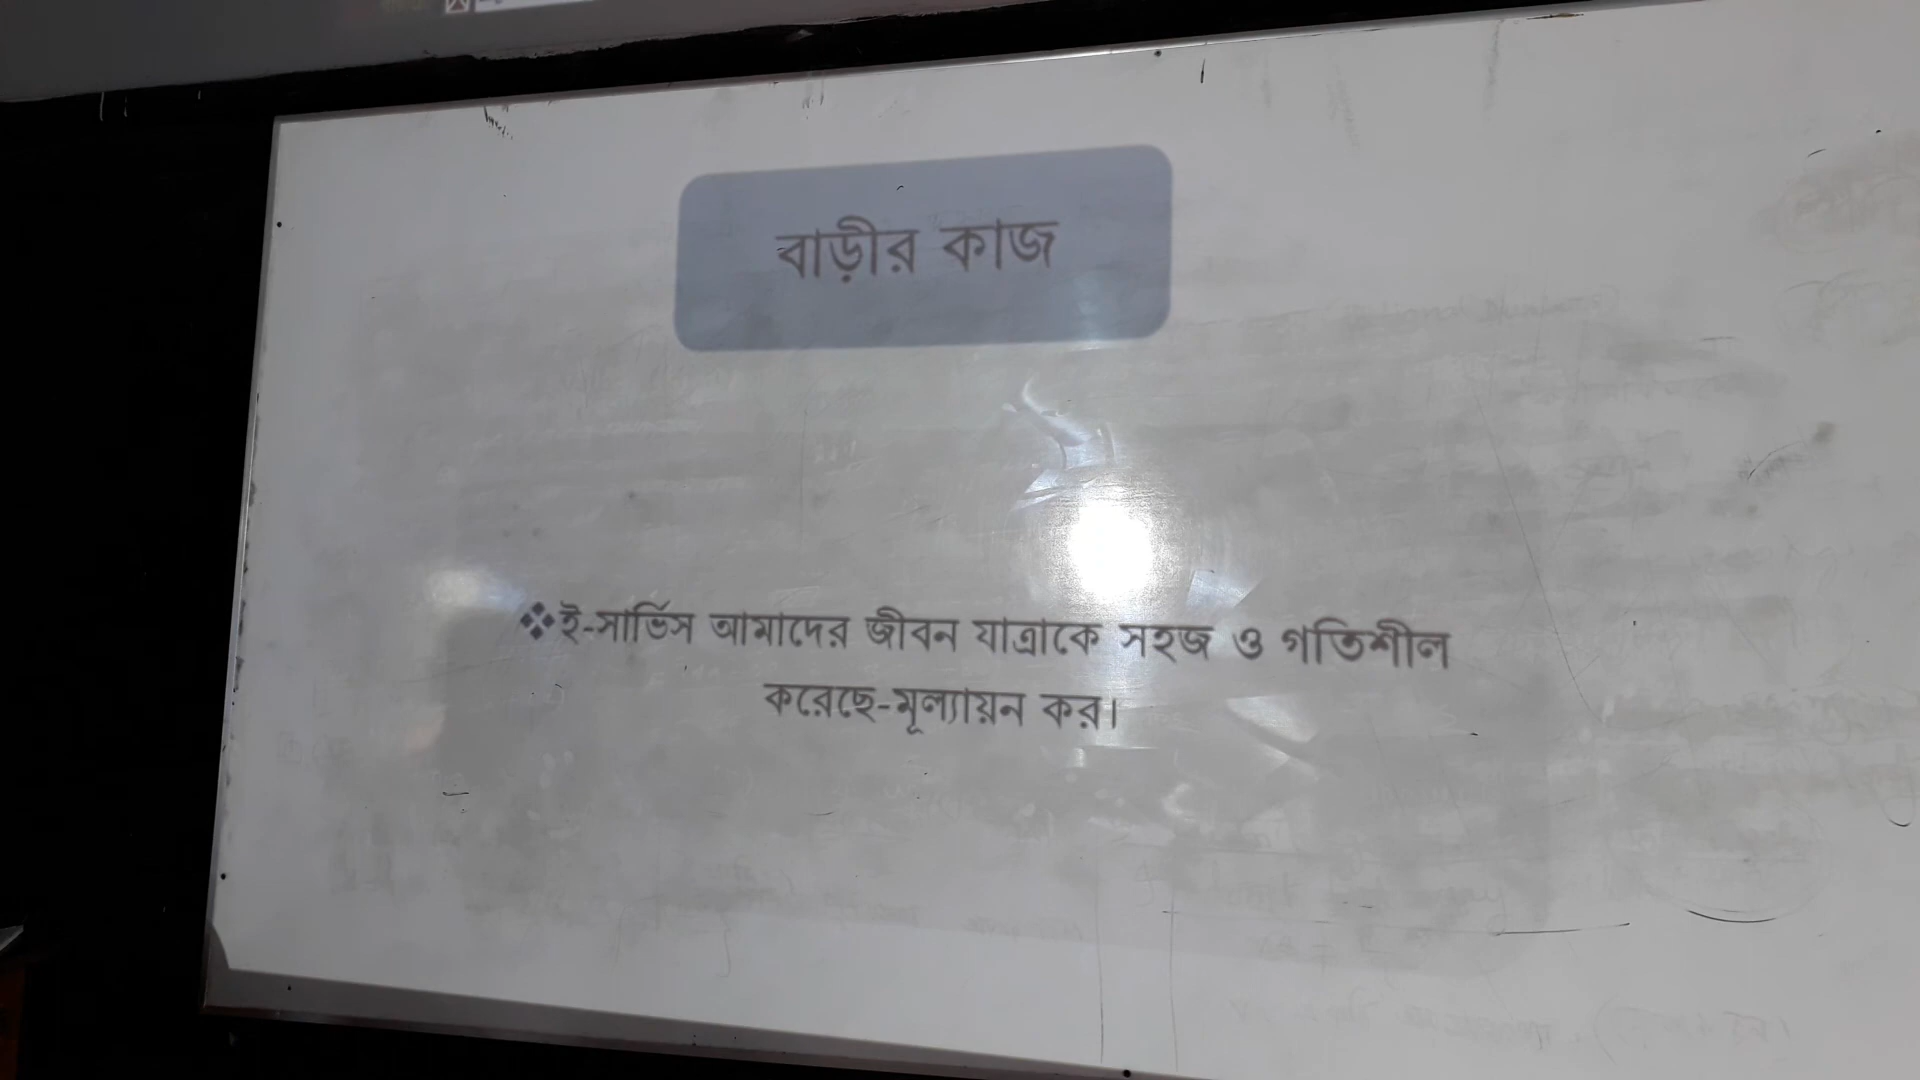 বাড়ীর কাজ
❖ই-সার্ভিস আমাদের জীবন যাত্রাকে সহজ ও গতিশীল
করেছে-মূল্যায়ন কর।